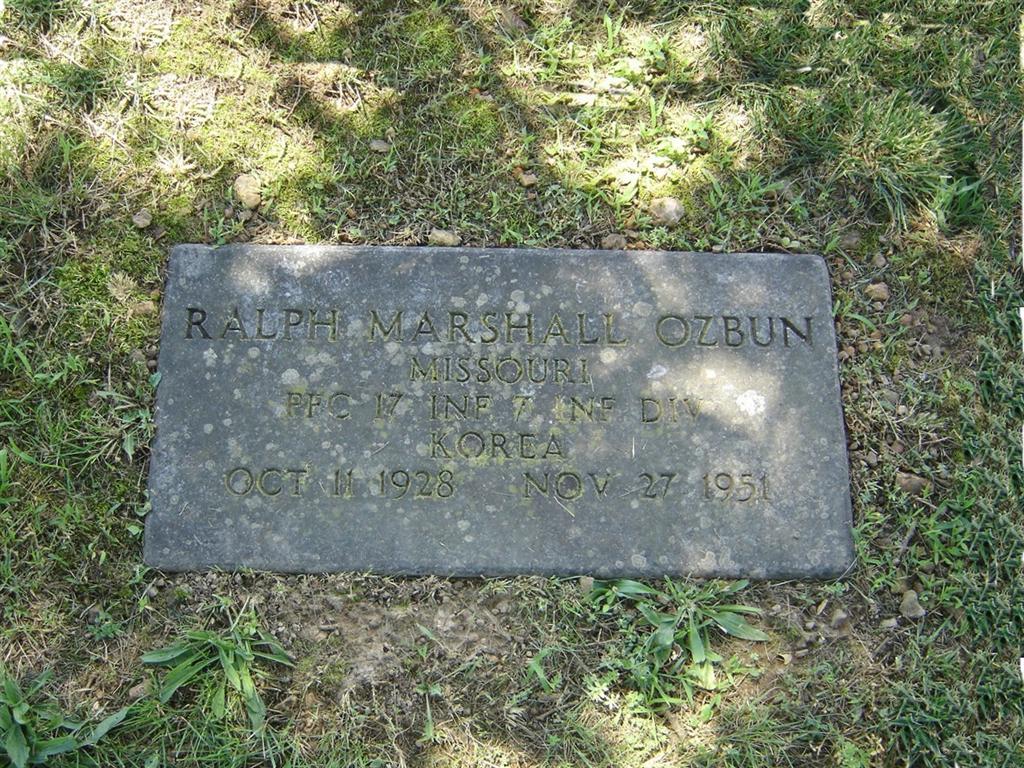 RALPH MARSHALL OZBUN
MISSOURI
PFC 17 INF 7 INF DIV
KOREA
OCT 11 1928 NOV 27 1951